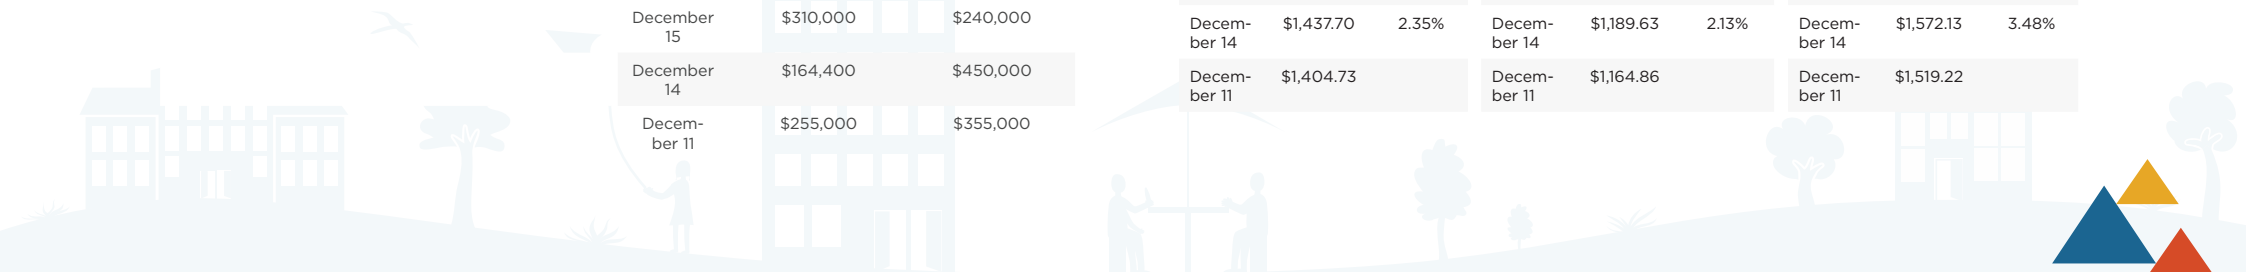 December $310,000 $240,000
15
December $164,400 $450,000
14
Decem- $255,000 $355,000
ber 11
Decem- $1,437.70 2.35%
ber 14
Decem- $1,404.73
ber 11
Decem- $1,189.63 2.13%
ber 14
Decem- $1,164.86
ber 11
Decem- $1,572.13 3.48%
ber 14
Decem- $1,519.22
ber 11